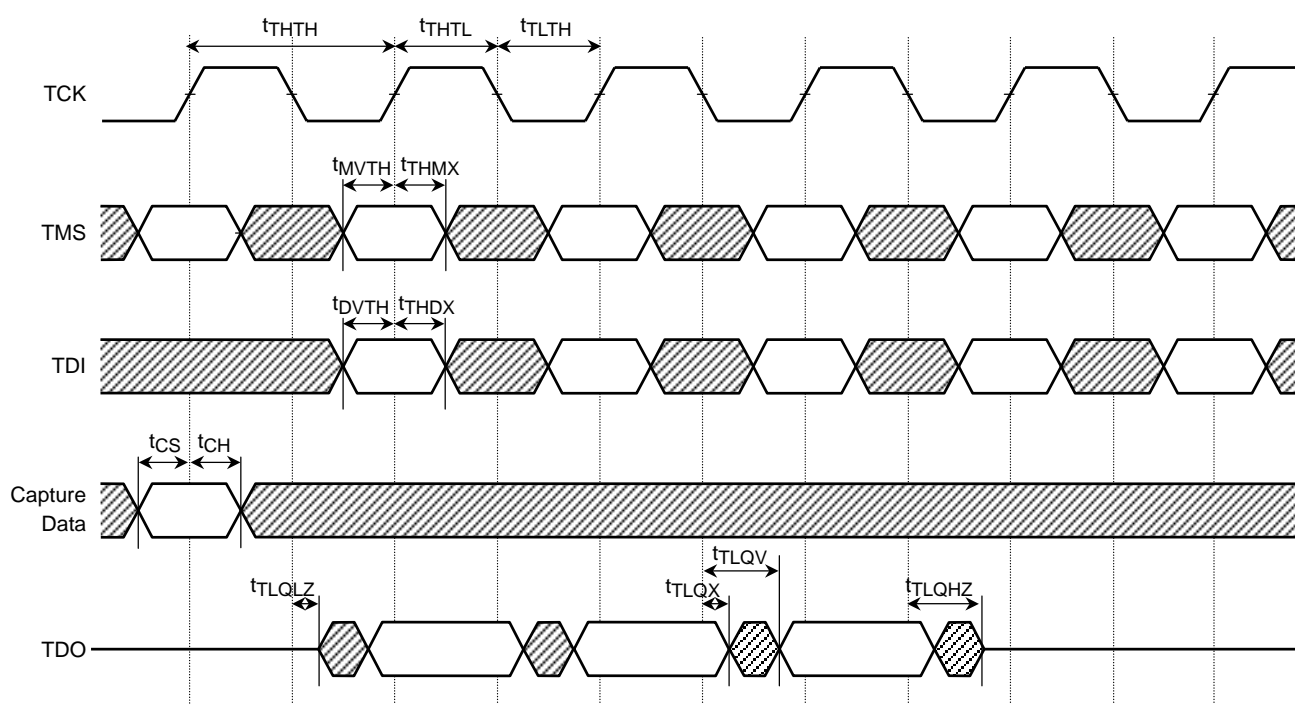 tTHTH tTHTL tTLTH
TCK
tMVTH tTHMX
TMS
tDVTH tTHDX
TDI
tCS tCH
Capture
Data
tTLQV
tTLQLZ tTLQX tTLQHZ
TDO